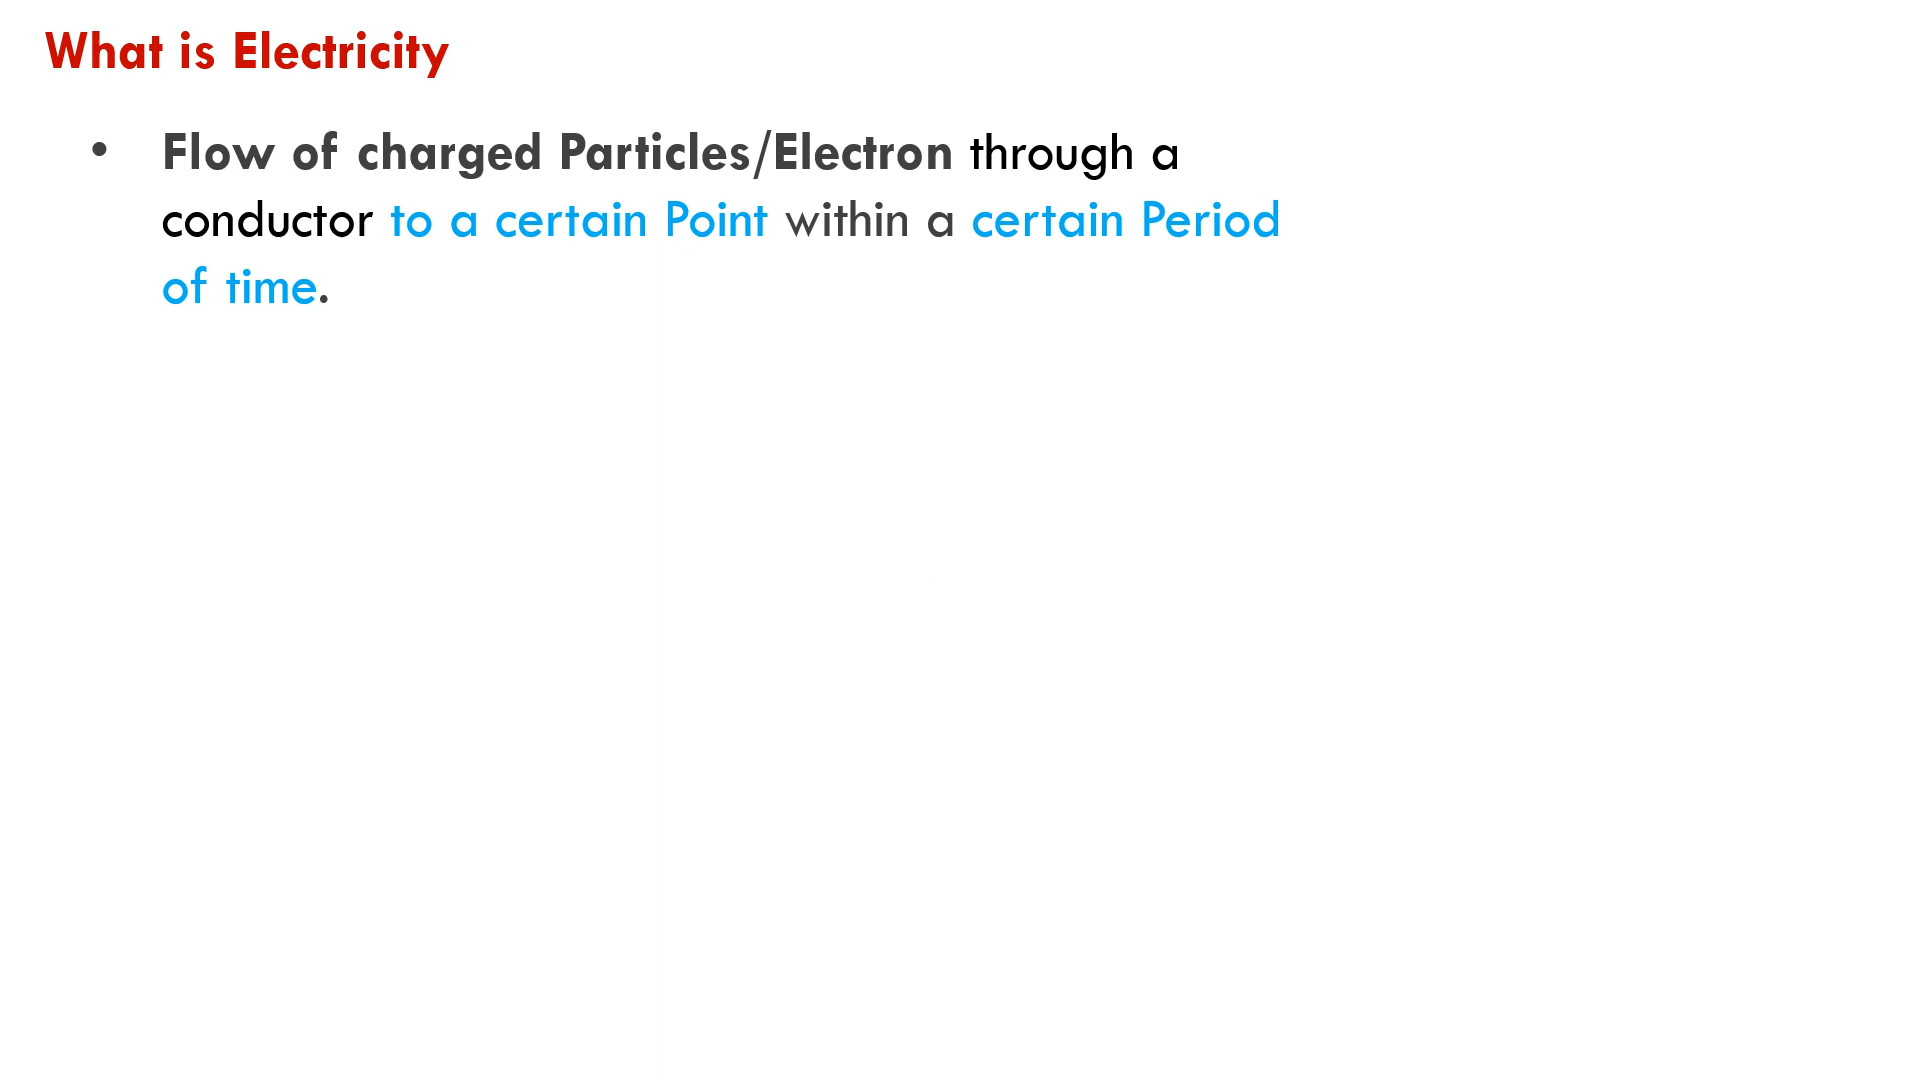 What is Electricity
• Flow of charged Particles/Electron through a
conductor to a certain Point within a certain Period
of time.